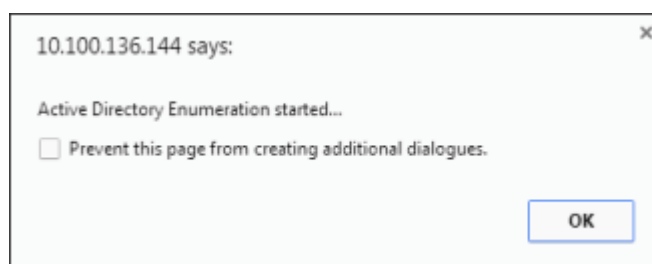 10.100.136.144 says:
Active Directory Enumeration started...
Prevent this page from creating additional dialogues.
OK